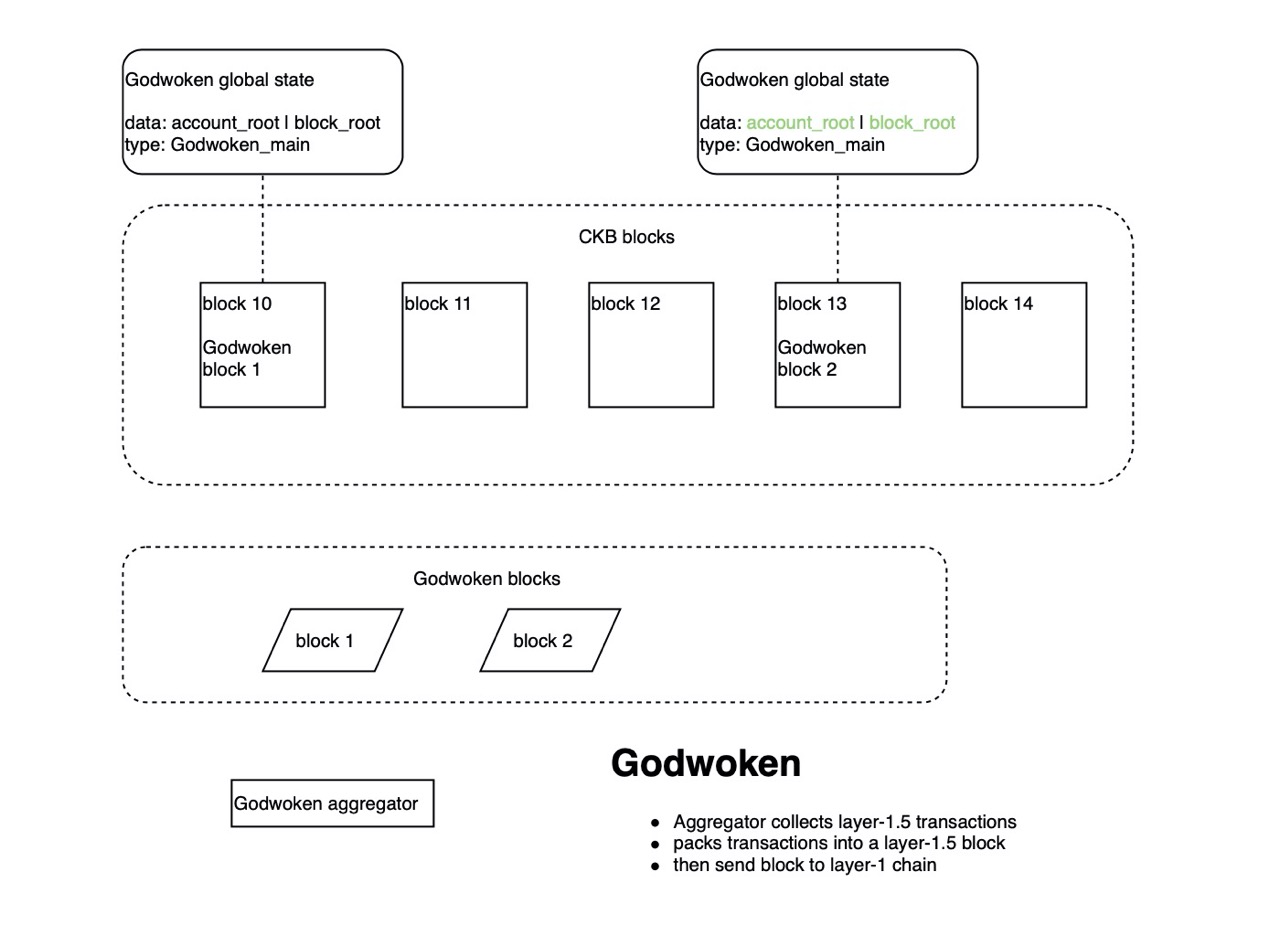 Godwoken global state
data: account_root | block_root
type: Godwoken_main
Godwoken global state
data: account_root | block_root
type: Godwoken_main
CKB blocks
block 10
Godwoken
block 1
block 11
block 12
block 13
Godwoken
block 2
block 14
Godwoken blocks
block 1
block 2
Godwoken aggregator
Godwoken
● Aggregator collects layer-1.5 transactions
● packs transactions into a layer-1.5 block
● then send block to layer-1 chain